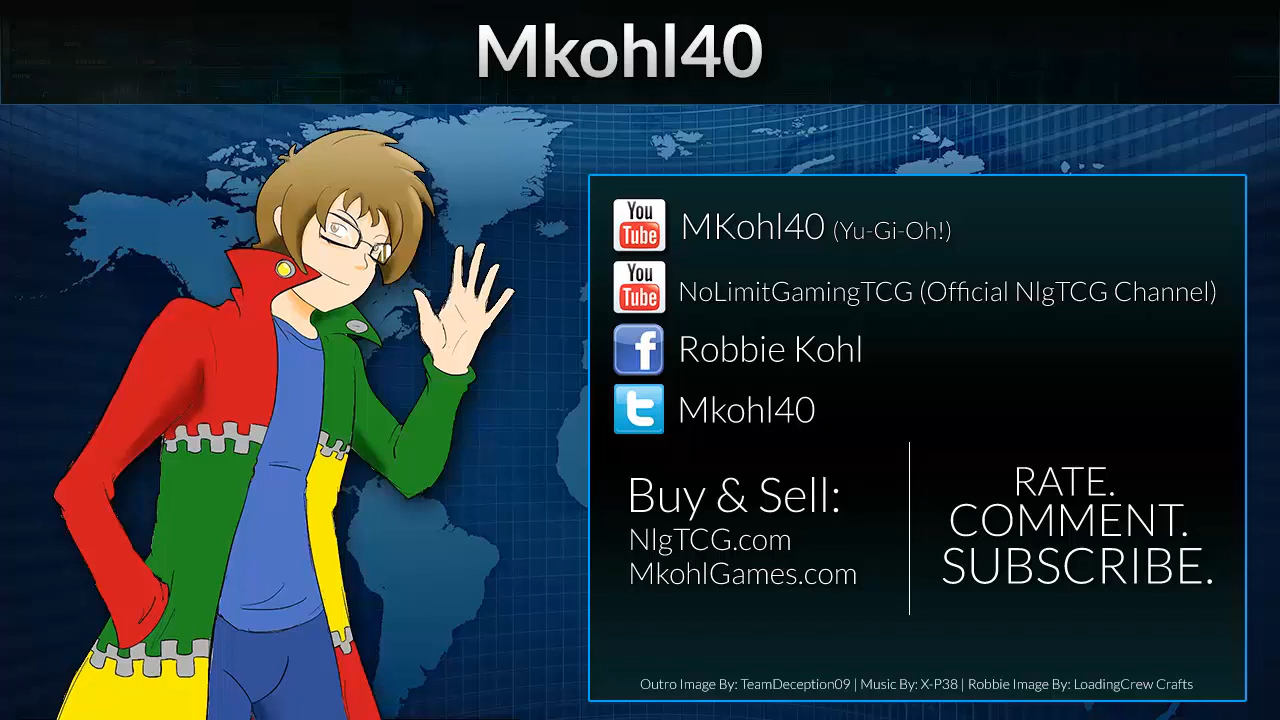 Mkohl40
You
Tube
MKohl40 (Yu-Gi-Oh!)
You
Tube
NoLimitGamingTCG (Official NlgTCG Channel)
f
Robbie Kohl
t
Mkohl40
Buy & Sell:
NlgTCG.com
MkohlGames.com
RATE.
COMMENT.
SUBSCRIBE.
Outro Image By: TeamDeception09 | Music By: X-P38 | Robbie Image By: LoadingCrew Crafts